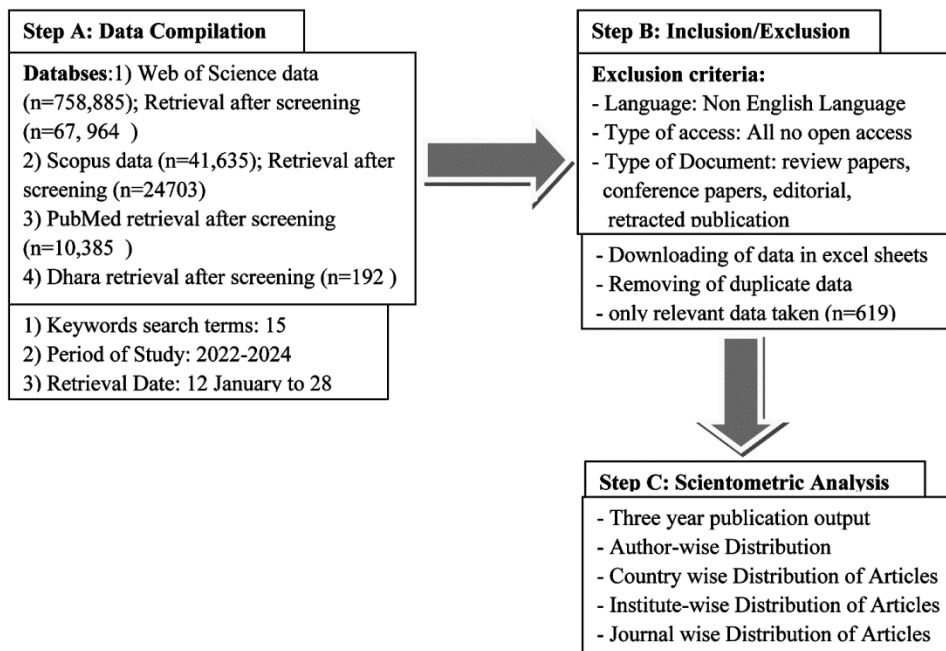 Step A: Data Compilation
Databses:1) Web of Science data
(n=758,885); Retrieval after screening
(n=67, 964 )
2) Scopus data (n=41,635); Retrieval after
screening (n=24703)
3) PubMed retrieval after screening
(n=10,385 )
4) Dhara retrieval after screening (n=192 )
1) Keywords search terms: 15
2) Period of Study: 2022-2024
3) Retrieval Date: 12 January to 28
Step B: Inclusion/Exclusion
Exclusion criteria:
- Language: Non English Language
- Type of access: All no open access
- Type of Document: review papers,
conference papers, editorial,
retracted publication
- Downloading of data in excel sheets
- Removing of duplicate data
- only relevant data taken (n=619)
Step C: Scientometric Analysis
- Three year publication output
- Author-wise Distribution
- Country wise Distribution of Articles
- Institute-wise Distribution of Articles
- Journal wise Distribution of Articles